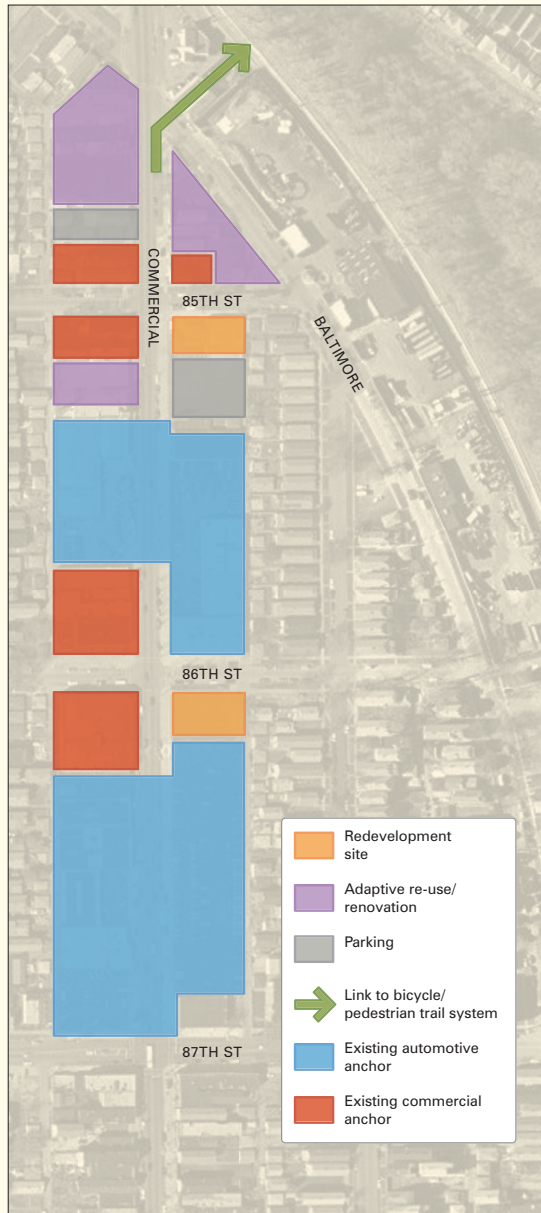 COMMERCIAL
85TH ST
BALTIMORE
86TH ST
Redevelopment
site
Adaptive re-use/
renovation
Parking
Link to bicycle/
pedestrian trail system
Existing automotive
anchor
Existing commercial
anchor
87TH ST